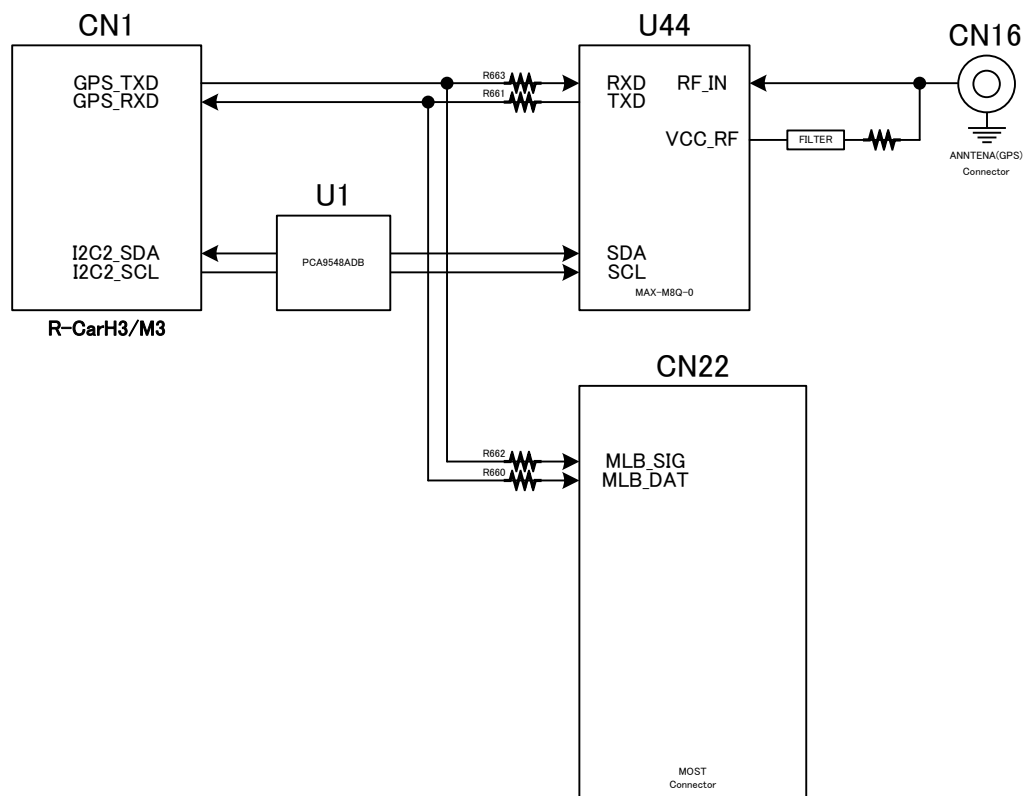 CN1
U44
CN16
GPS_TXD
GPS_RXD
R663
R661
RXD
TXD
RF_IN
VCC_RF
FILTER
ANNTENA(GPS)
Connector
U1
I2C2_SDA
I2C2_SCL
PCA9548ADB
SDA
SCL
MAX-M8Q-0
R-CarH3/M3
CN22
R662
R660
MLB_SIG
MLB_DAT
MOST
Connector